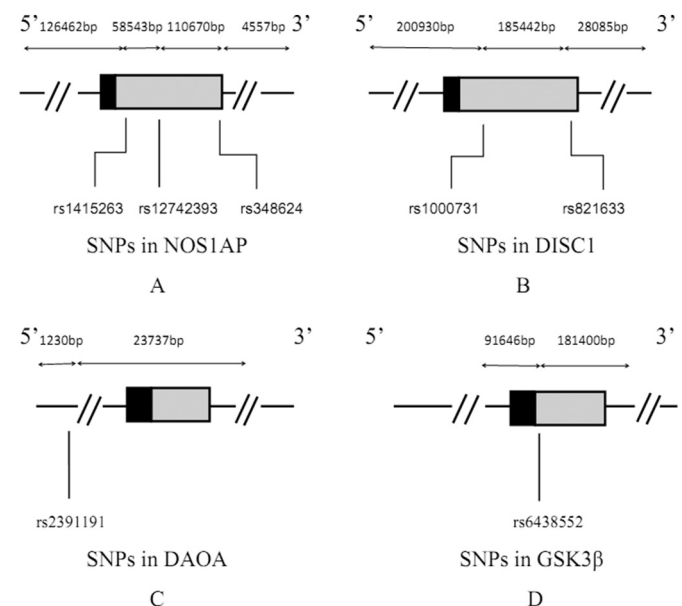 5’ 126462bp 58543bp 110670bp 4557bp 3’
rs1415263 rs12742393 rs348624
SNPs in NOS1AP
A
5’ 200930bp 185442bp 28085bp 3’
rs1000731 rs821633
SNPs in DISC1
B
5’ 1230bp 23737bp 3’
rs2391191
SNPs in DAOA
C
5’ 91646bp 181400bp 3’
rs6438552
SNPs in GSK3β
D